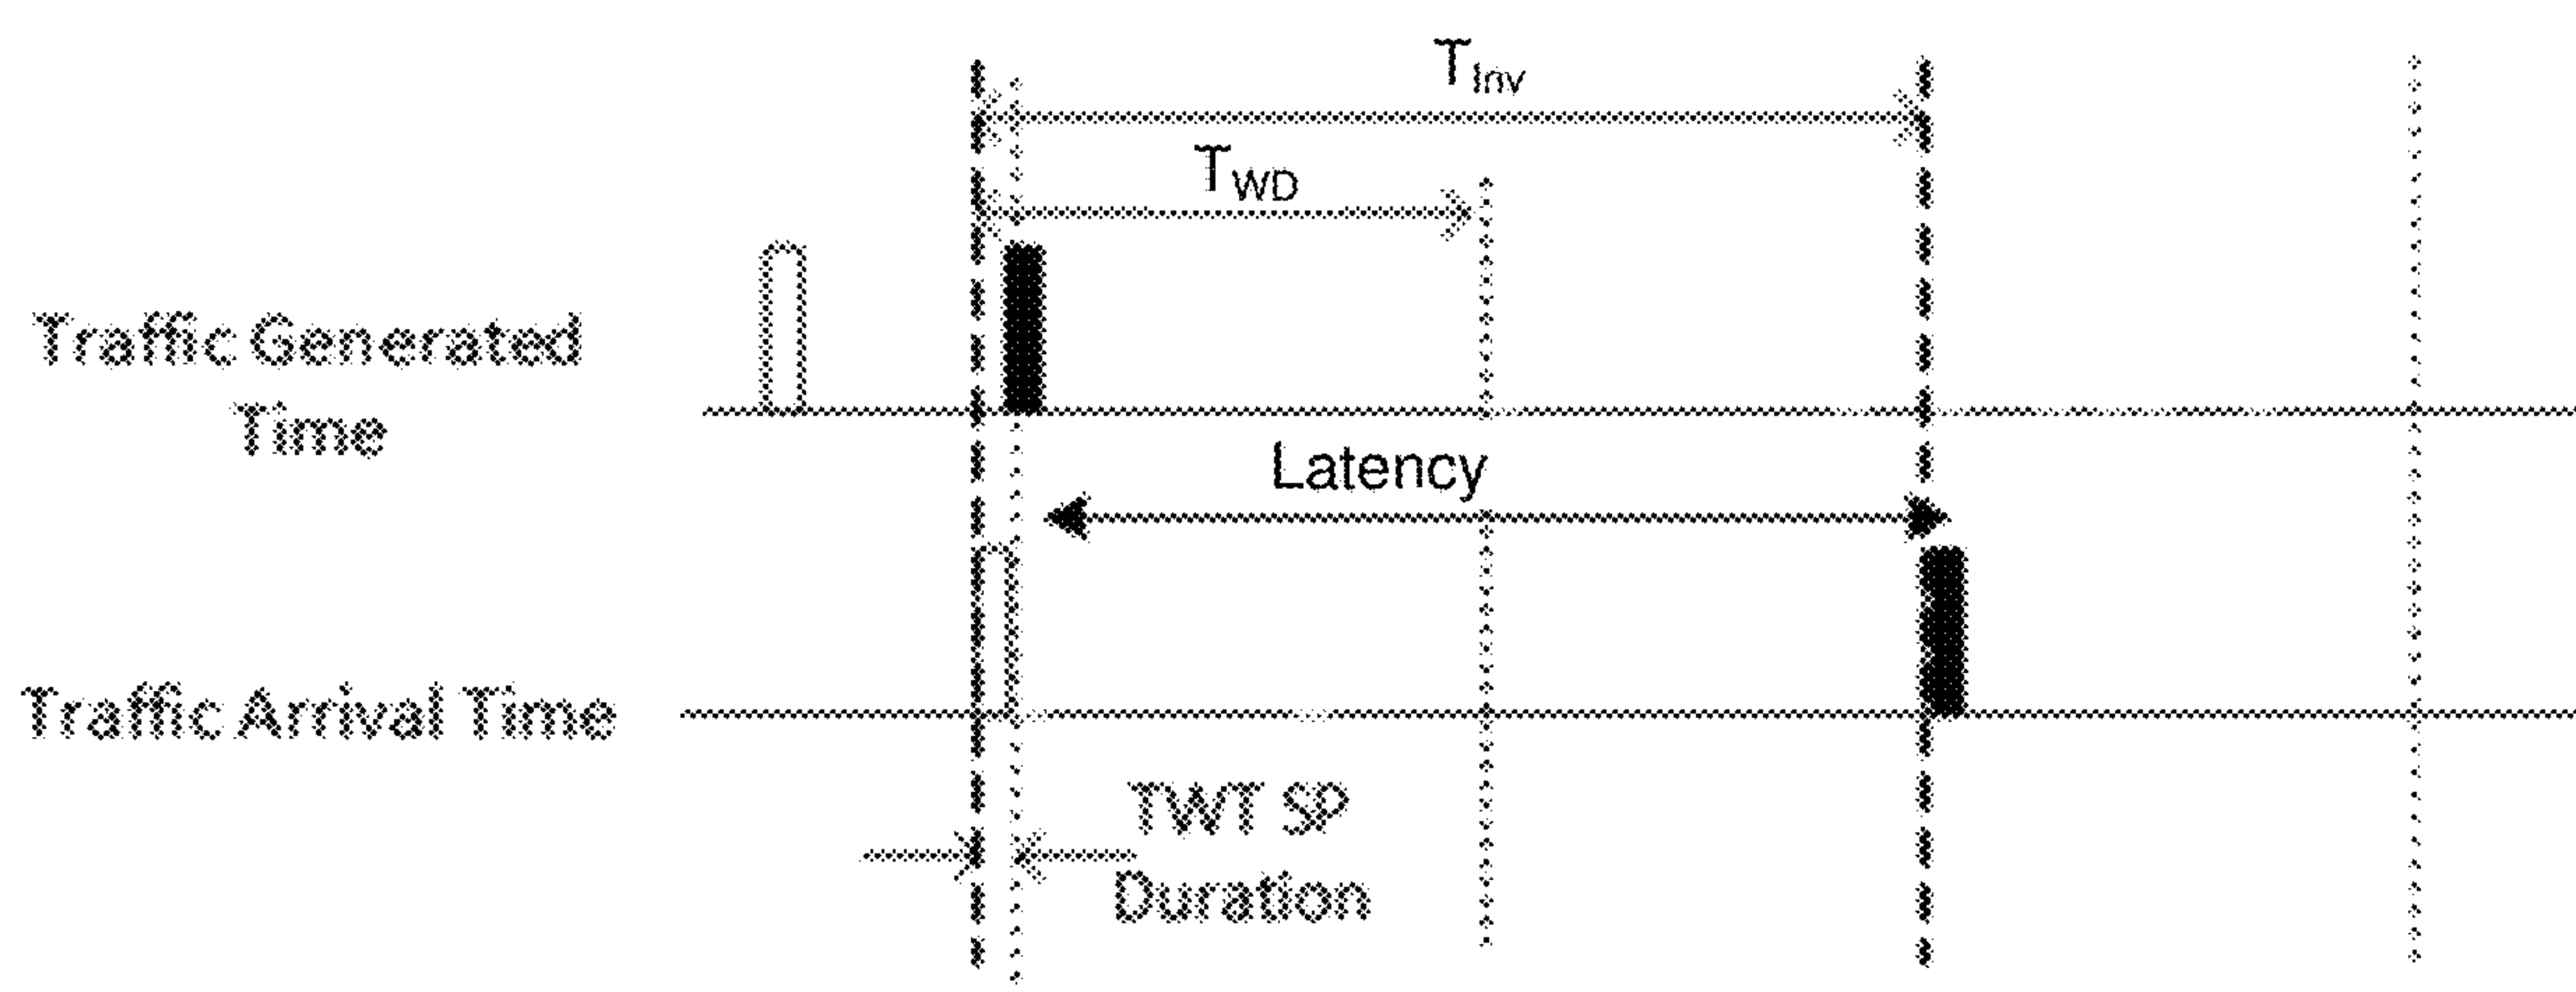 T_Inv
T_WD
Traffic Generated
Time
Latency
Traffic Arrival Time
TWT SP
Duration